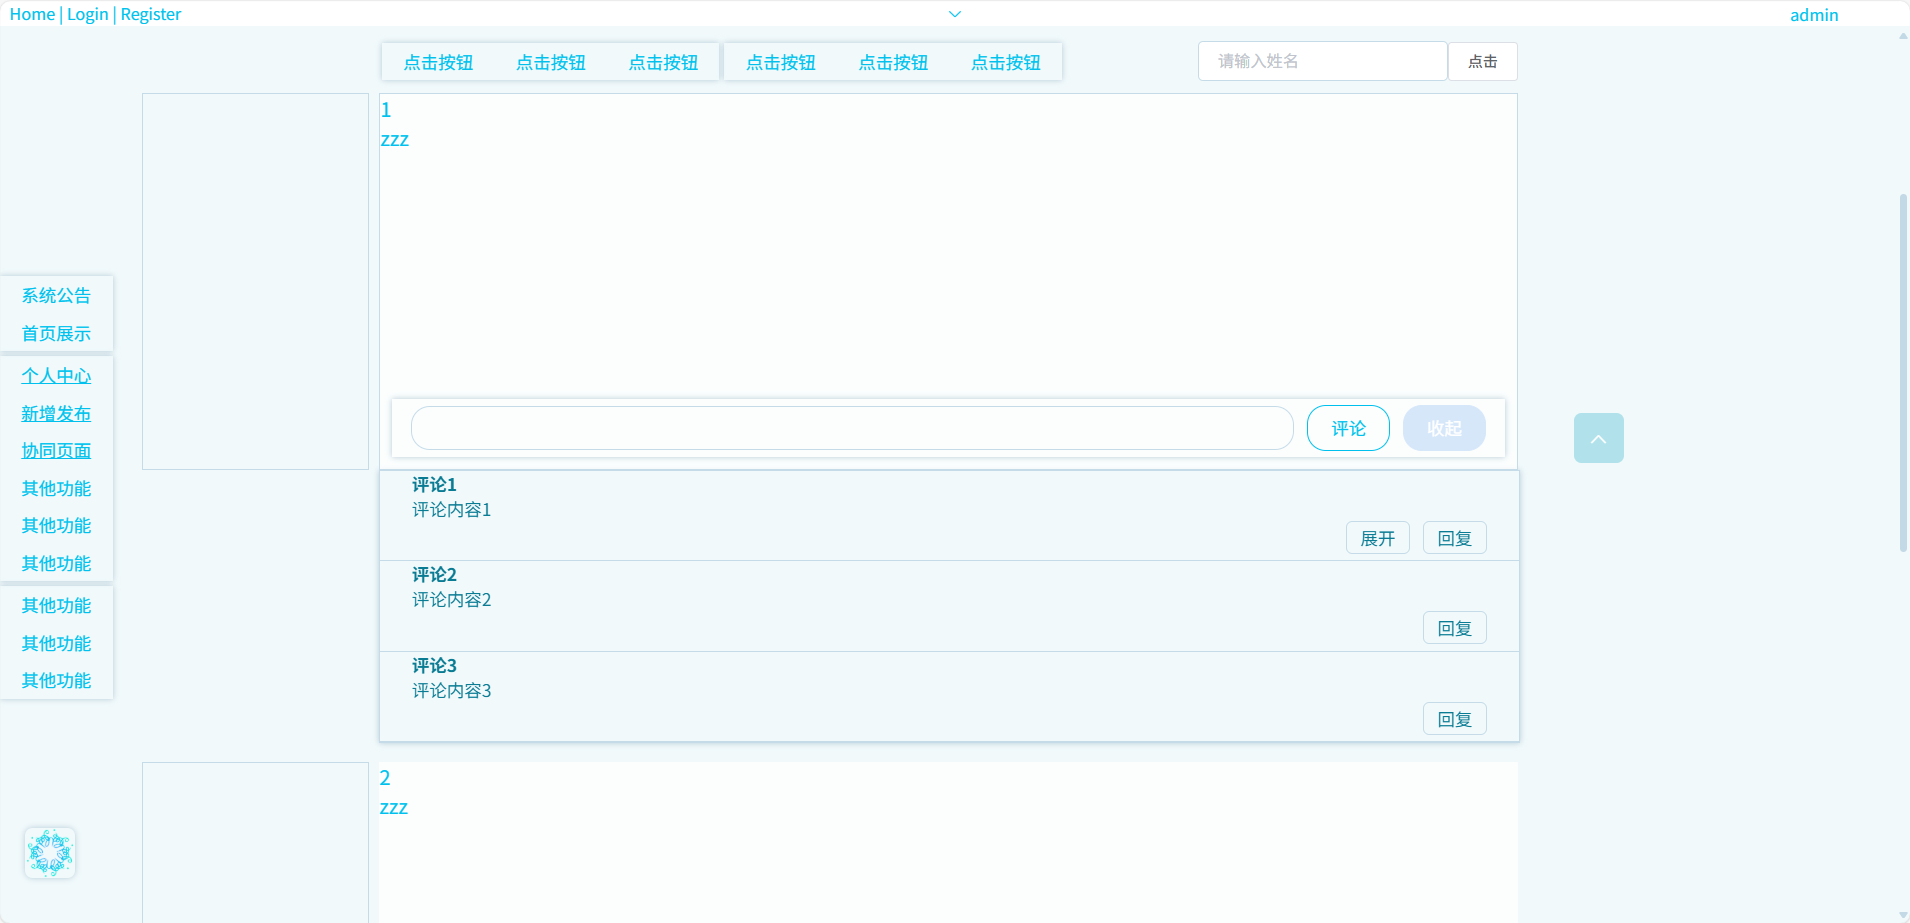 Home | Login | Register
admin
点击按钮 点击按钮 点击按钮 点击按钮 点击按钮 点击按钮
请输入姓名 点击
系统公告
首页展示
个人中心
新增发布
协同页面
其他功能
其他功能
其他功能
其他功能
其他功能
其他功能
1
zzz
评论 收起
评论1
评论内容1
展开 回复
评论2
评论内容2
回复
评论3
评论内容3
回复
2
zzz